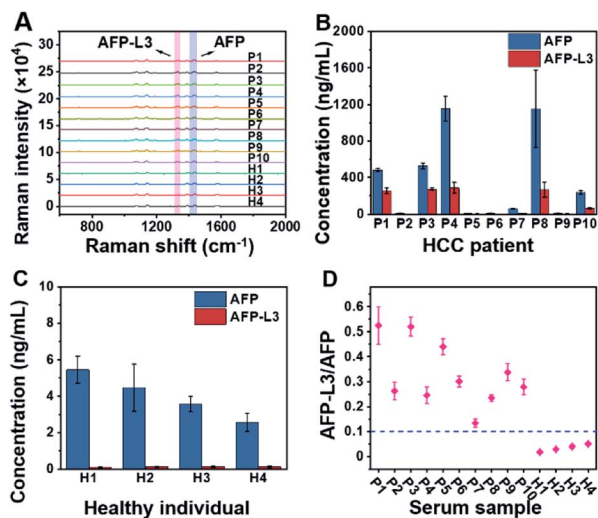 A
AFP-L3
AFP
Raman intensity (×10⁴)
30
25
20
15
10
5
0
P1
P2
P3
P4
P5
P6
P7
P8
P9
P10
H1
H2
H3
H4
800 1200 1600 2000
Raman shift (cm⁻¹)
B
AFP
AFP-L3
Concentration (ng/mL)
2000
1600
1200
800
400
0
P1 P2 P3 P4 P5 P6 P7 P8 P9 P10
HCC patient
C
AFP
AFP-L3
Concentration (ng/mL)
10
8
6
4
2
0
H1 H2 H3 H4
Healthy individual
D
AFP-L3/AFP
0.6
0.5
0.4
0.3
0.2
0.1
0
P1 P2 P3 P4 P5 P6 P7 P8 P9 P10 H1 H2 H3 H4
Serum sample